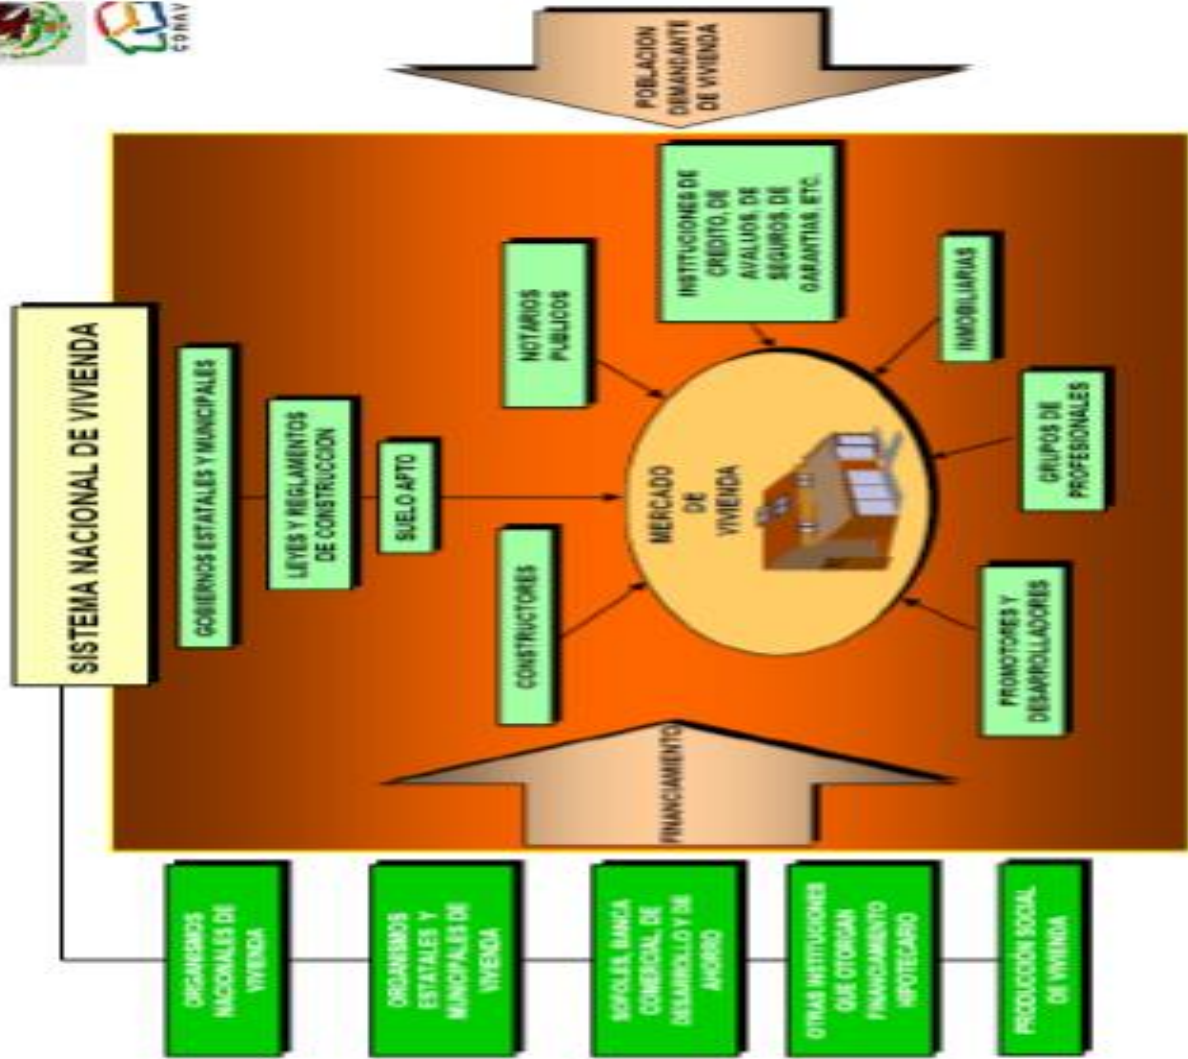 SISTEMA NACIONAL DE VIVIENDA
ORGANISMOS
NACIONALES DE
VIVIENDA
ORGANISMOS
ESTATALES Y
MUNICIPALES DE
VIVIENDA
SOFOLES, BANCA
COMERCIAL, DE
DESARROLLO Y DE
AHORRO
OTRAS INSTITUCIONES
QUE OTORGAN
FINANCIAMIENTO
HIPOTECARIO
PRODUCCIÓN SOCIAL
DE VIVIENDA
FINANCIAMIENTO
GOBIERNOS ESTATALES Y MUNCIPALES
LEYES Y REGLAMENTOS
DE CONSTRUCCION
SUELO APTO
CONSTRUCTORES
NOTARIOS
PUBLICOS
MERCADO
DE
VIVIENDA
INSTITUCIONES DE
CREDITO, DE
AVALUOS, DE
SEGUROS, DE
GARANTIAS, ETC.
PROMOTORES Y
DESARROLLADORES
GRUPOS DE
PROFESIONALES
INMOBILIARIAS
POBLACION
DEMANDANTE
DE VIVIENDA